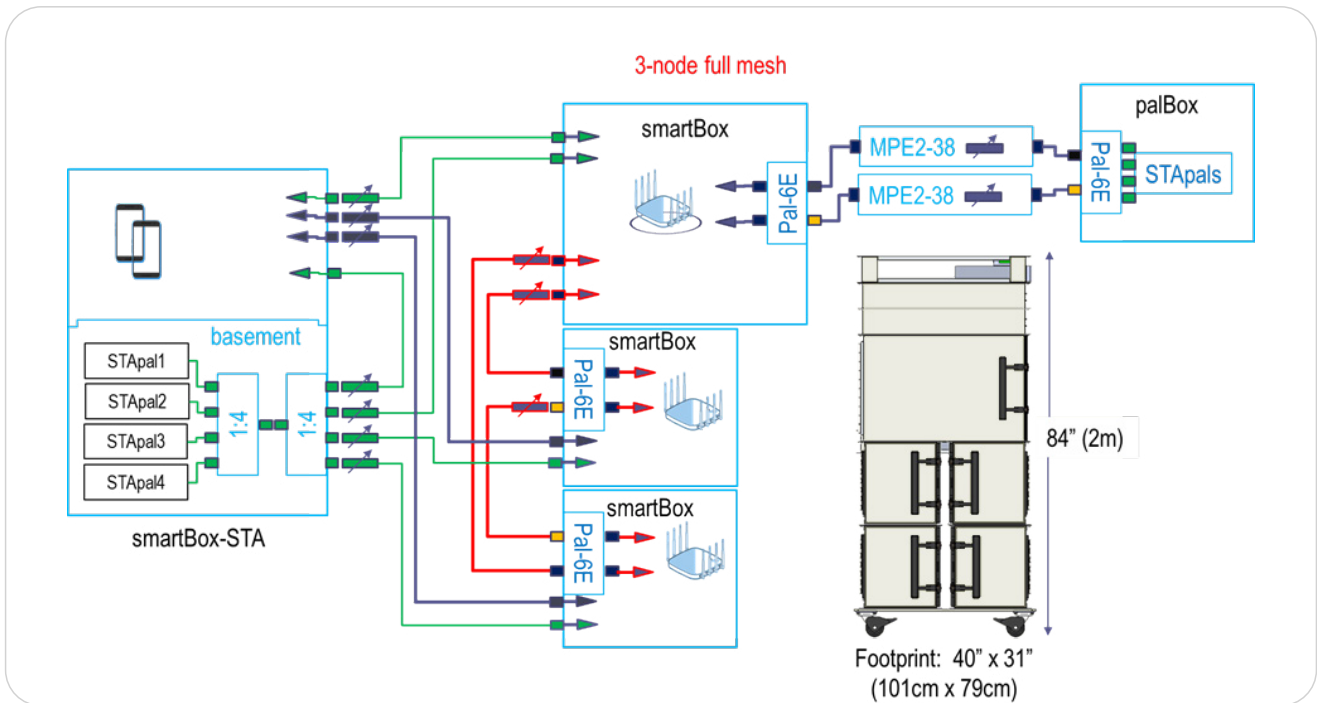 3-node full mesh
smartBox
palBox
MPE2-38
Pal-6E
Pal-6E
STApals
MPE2-38
basement
smartBox
STApal1
STApal2
1:4
1:4
Pal-6E
STApal3
STApal4
84” (2m)
smartBox-STA
smartBox
Pal-6E
Footprint: 40” x 31”
(101cm x 79cm)